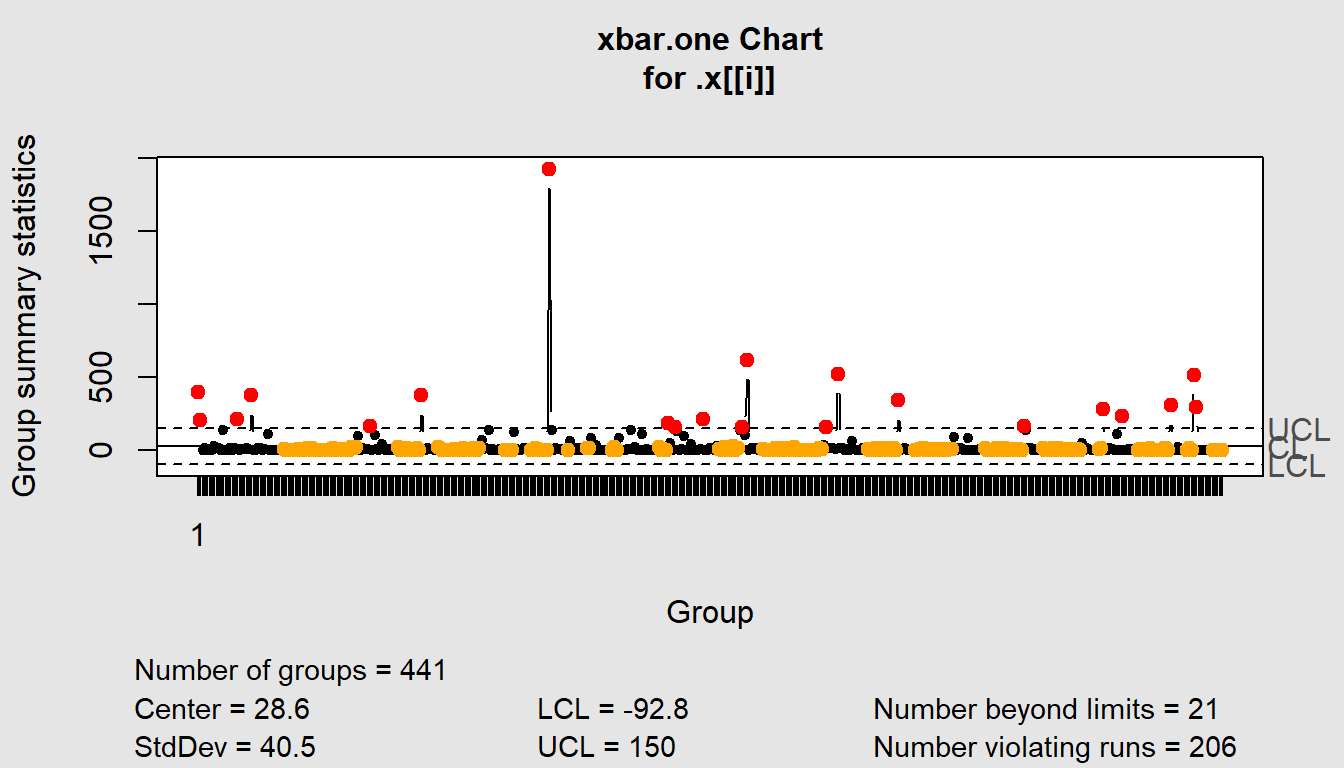 xbar.one Chart
for .x[[i]]
Group summary statistics
1500
500
0
UCL
CL
LCL
1
Group
Number of groups = 441
Center = 28.6
StdDev = 40.5
LCL = -92.8
UCL = 150
Number beyond limits = 21
Number violating runs = 206